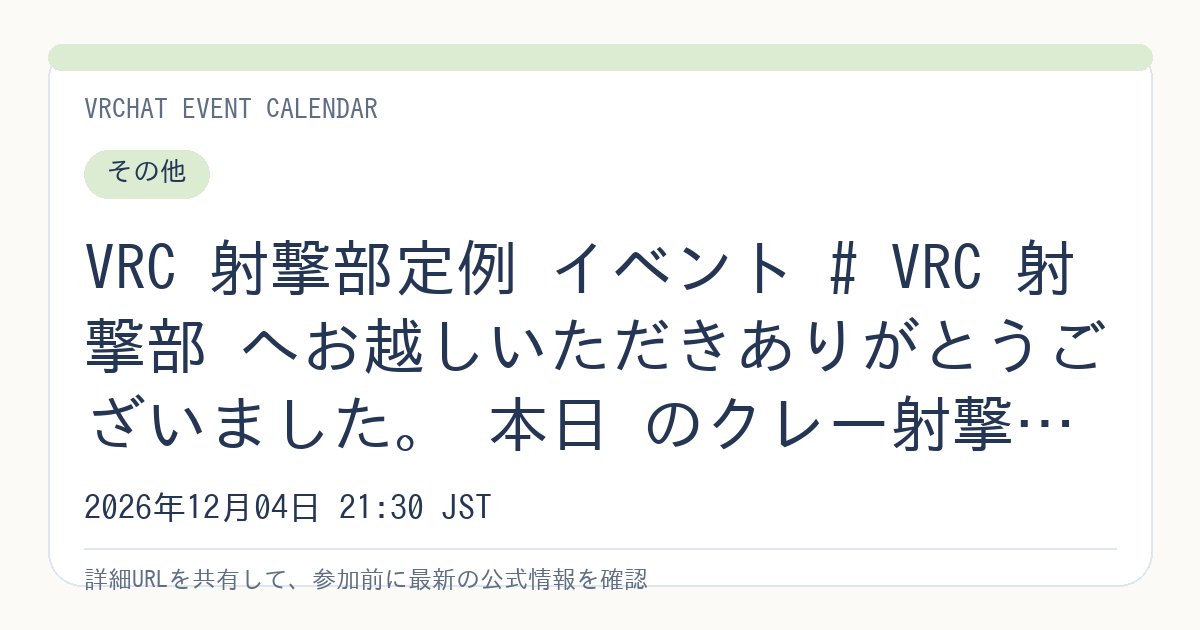 VRCHAT EVENT CALENDAR
その他
VRC 射撃部定例 イベント # VRC 射
撃部 へお越しいただきありがとうご
ざいました。 本日 のクレー射撃…
2026年12月04日 21:30 JST
詳細URLを共有して、参加前に最新の公式情報を確認